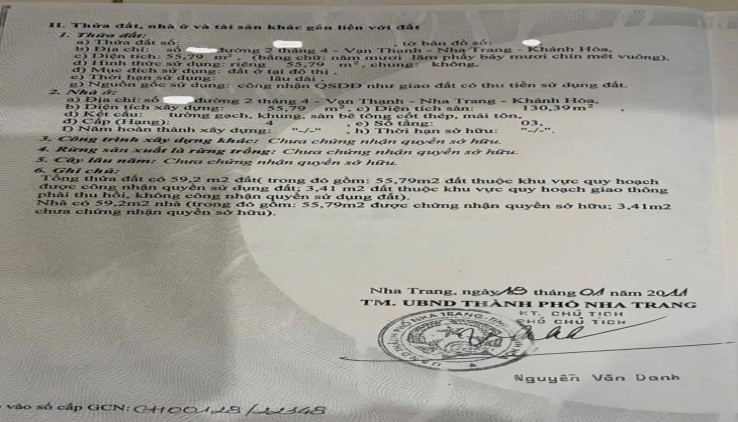 II. Thửa đất, nhà ở và tài sản khác gắn liền với đất
1. Thửa đất:
a) Thửa đất số: , tờ bản đồ số:
b) Địa chỉ: số đường 2 tháng 4 - Vạn Thạnh - Nha Trang - Khánh Hòa,
c) Diện tích: 55,79 m², (bằng chữ: năm mươi lăm phẩy bảy mươi chín mét vuông),
d) Hình thức sử dụng: riêng 55,79 m², chung: không,
đ) Mục đích sử dụng: đất ở tại đô thị.
e) Thời hạn sử dụng: lâu dài.
g) Nguồn gốc sử dụng: công nhận QSDĐ như giao đất có thu tiền sử dụng đất.
2. Nhà ở:
a) Địa chỉ: số đường 2 tháng 4 - Vạn Thạnh - Nha Trang - Khánh Hòa,
b) Diện tích xây dựng: 55,79 m², c) Diện tích sàn: 130,39 m²,
d) Kết cấu: tường gạch, khung, sàn bê tông cốt thép, mái tôn,
đ) Cấp (Hạng): 4 , e) Số tầng: 03,
f) Năm hoàn thành xây dựng: "-/-", h) Thời hạn sở hữu: "-/-".
3. Công trình xây dựng khác: Chưa chứng nhận quyền sở hữu.
4. Rừng sản xuất là rừng trồng: Chưa chứng nhận quyền sở hữu.
5. Cây lâu năm: Chưa chứng nhận quyền sở hữu.
6. Ghi chú:
Tổng thửa đất có 59,2 m2 đất( trong đó gồm: 55,79m2 đất thuộc khu vực quy hoạch
được công nhận quyền sử dụng đất; 3,41 m2 đất thuộc khu vực quy hoạch giao thông
phải thu hồi, không công nhận quyền sử dụng đất).
Nhà có 59,2m2 nhà (trong đó gồm: 55,79m2 được chứng nhận quyền sở hữu; 3,41m2
chưa chứng nhận quyền sở hữu).
Nha Trang, ngày tháng 01 năm 2011
TM. UBND THÀNH PHỐ NHA TRANG
KT. CHỦ TỊCH
PHÓ CHỦ TỊCH
Nguyễn Văn Danh
vào sổ cấp GCN: CH00128/22348